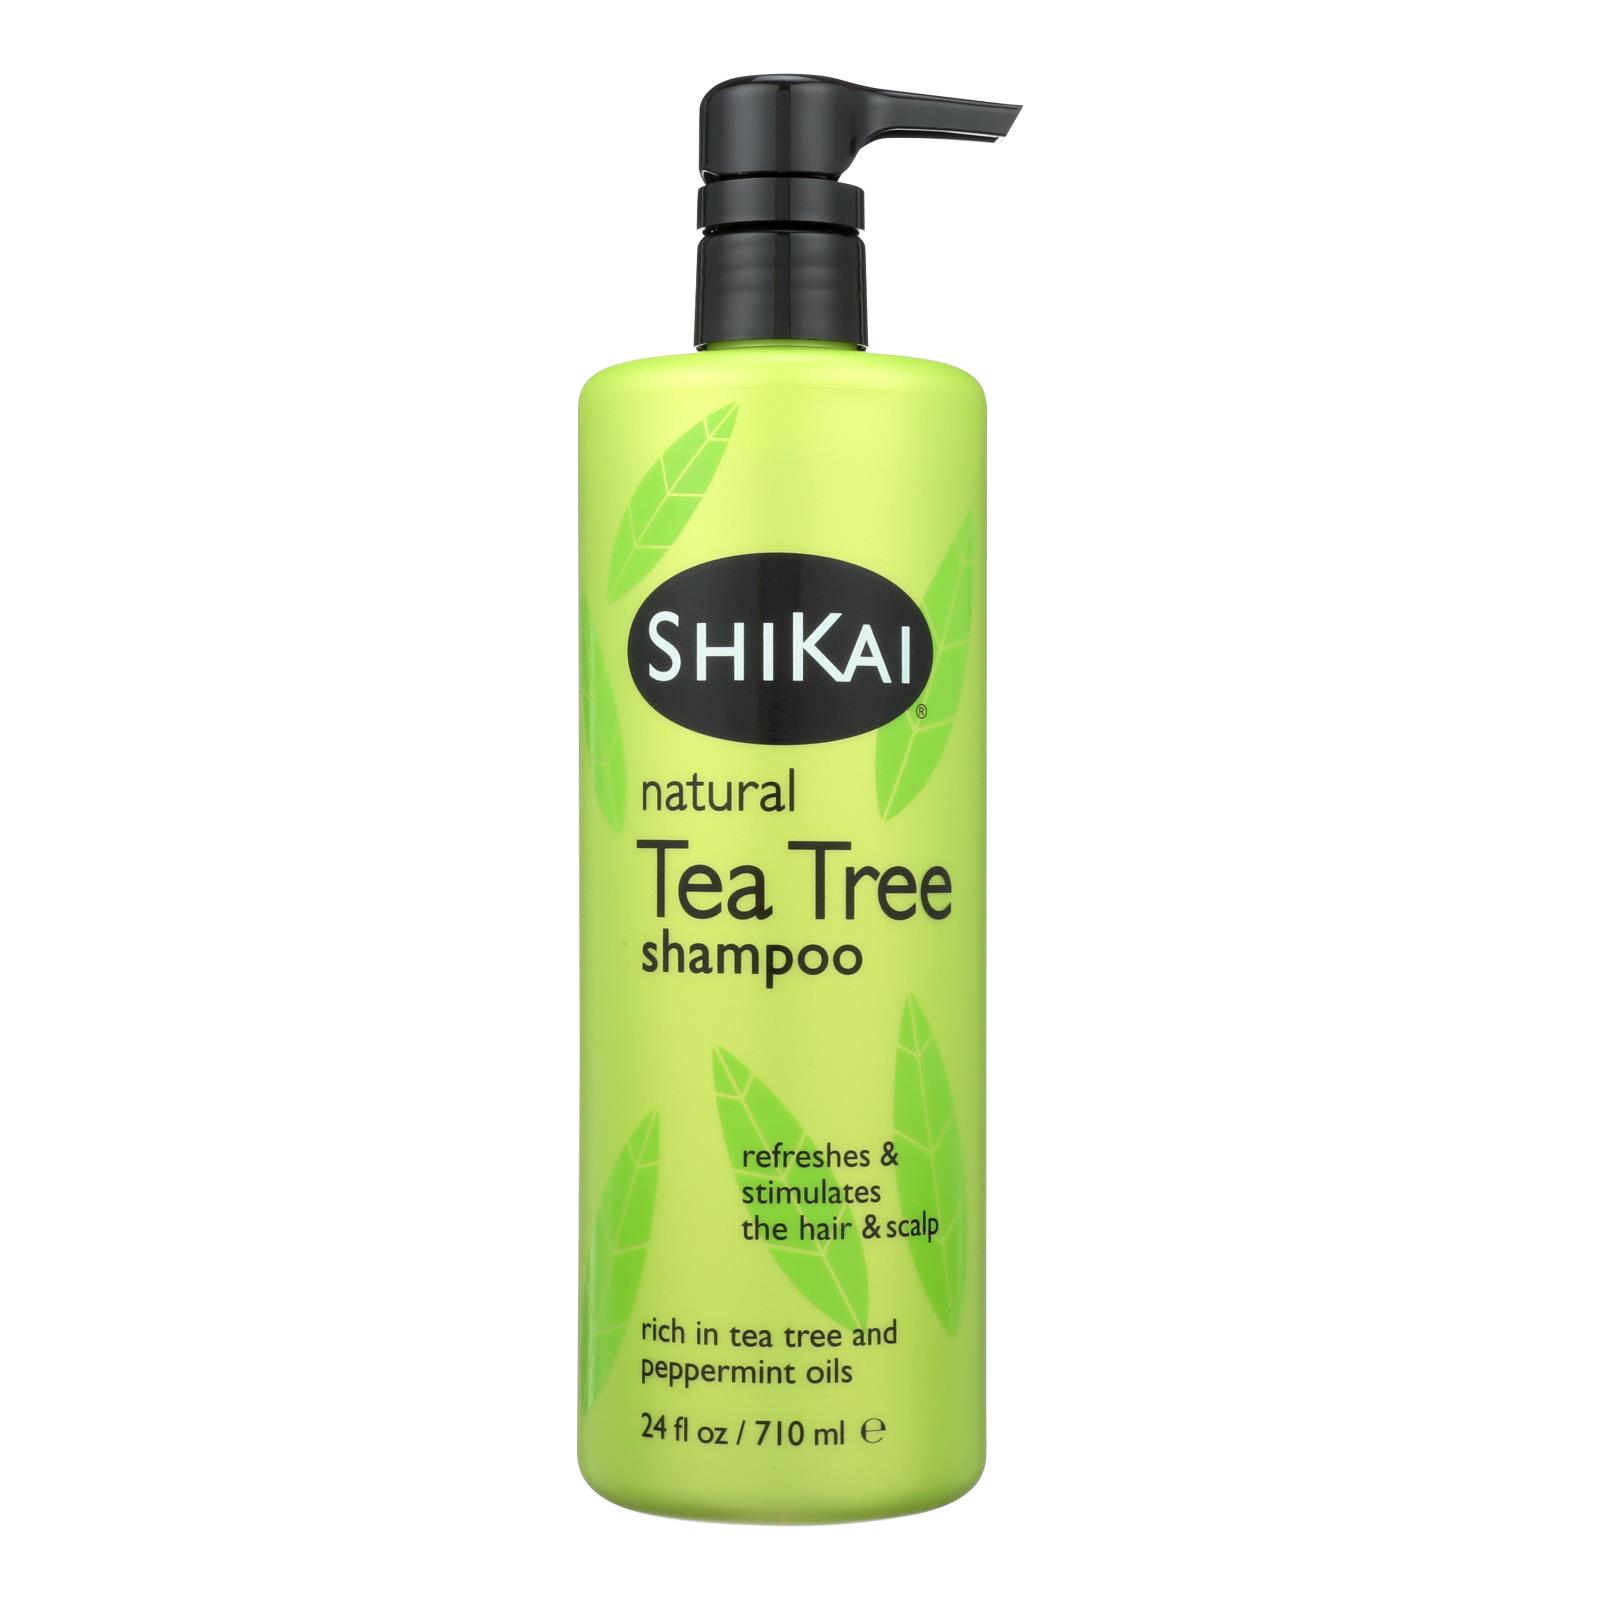 SHIKAI
®
natural
Tea Tree
shampoo
refreshes &
stimulates
the hair & scalp
rich in tea tree and
peppermint oils
24 fl oz / 710 ml ℮